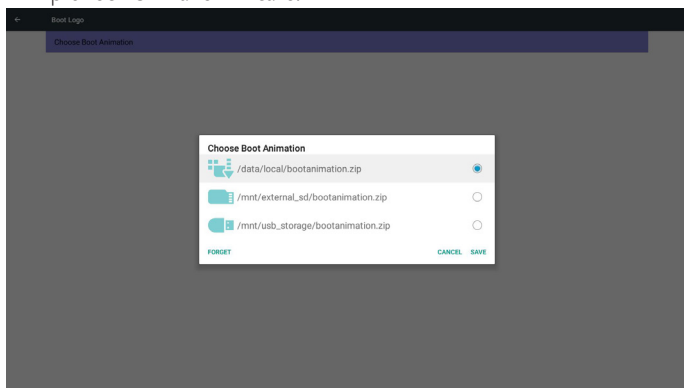 Boot Logo
Choose Boot Animation
Choose Boot Animation
/data/local/bootanimation.zip
/mnt/external_sd/bootanimation.zip
/mnt/usb_storage/bootanimation.zip
FORGET CANCEL SAVE